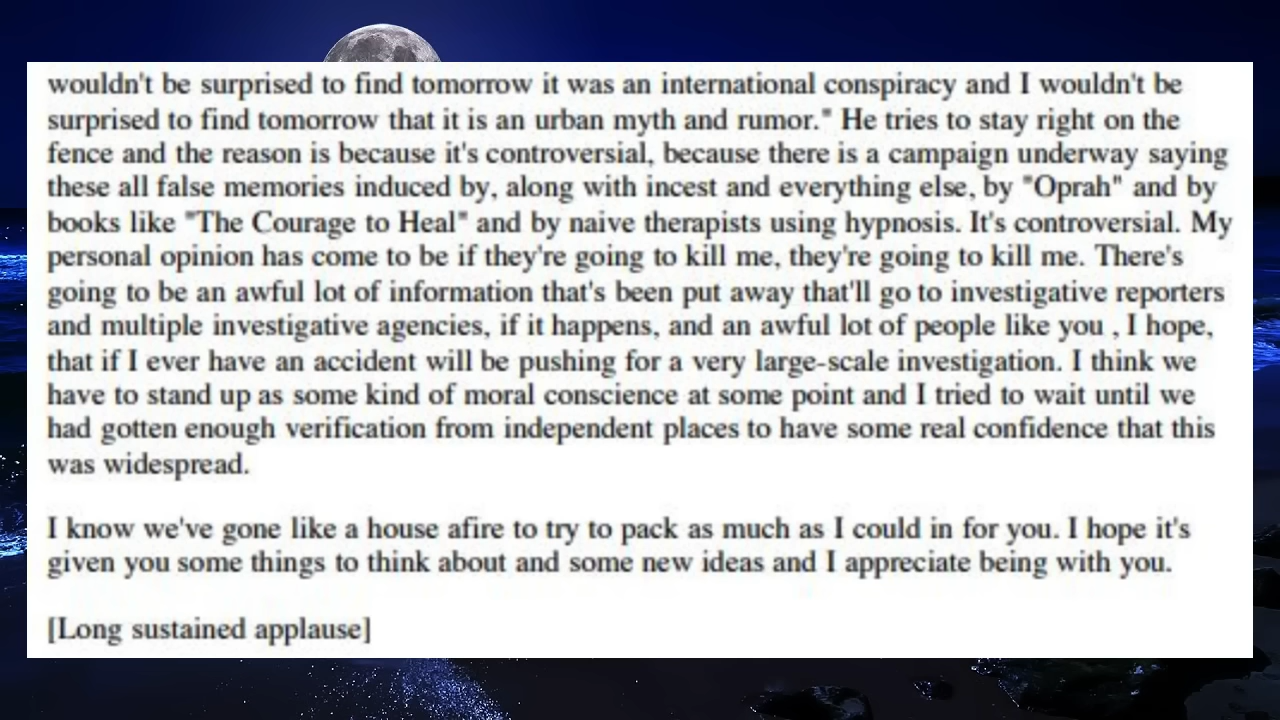 wouldn't be surprised to find tomorrow it was an international conspiracy and I wouldn't be
surprised to find tomorrow that it is an urban myth and rumor." He tries to stay right on the
fence and the reason is because it's controversial, because there is a campaign underway saying
these all false memories induced by, along with incest and everything else, by "Oprah" and by
books like "The Courage to Heal" and by naive therapists using hypnosis. It's controversial. My
personal opinion has come to be if they're going to kill me, they're going to kill me. There's
going to be an awful lot of information that's been put away that'll go to investigative reporters
and multiple investigative agencies, if it happens, and an awful lot of people like you , I hope,
that if I ever have an accident will be pushing for a very large-scale investigation. I think we
have to stand up as some kind of moral conscience at some point and I tried to wait until we
had gotten enough verification from independent places to have some real confidence that this
was widespread.
I know we've gone like a house afire to try to pack as much as I could in for you. I hope it's
given you some things to think about and some new ideas and I appreciate being with you.
[Long sustained applause]